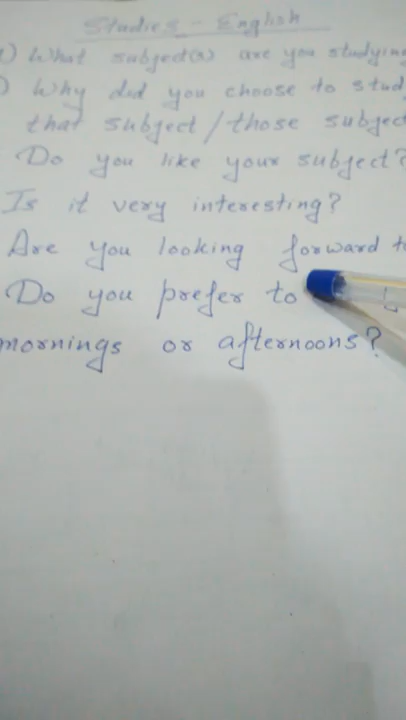 Studies - English
) What subject(s) are you studying
) Why did you choose to stud
that subject / those subject
Do you like your subject?
Is it very interesting?
Are you looking forward t
Do you prefer to
mornings or afternoons?